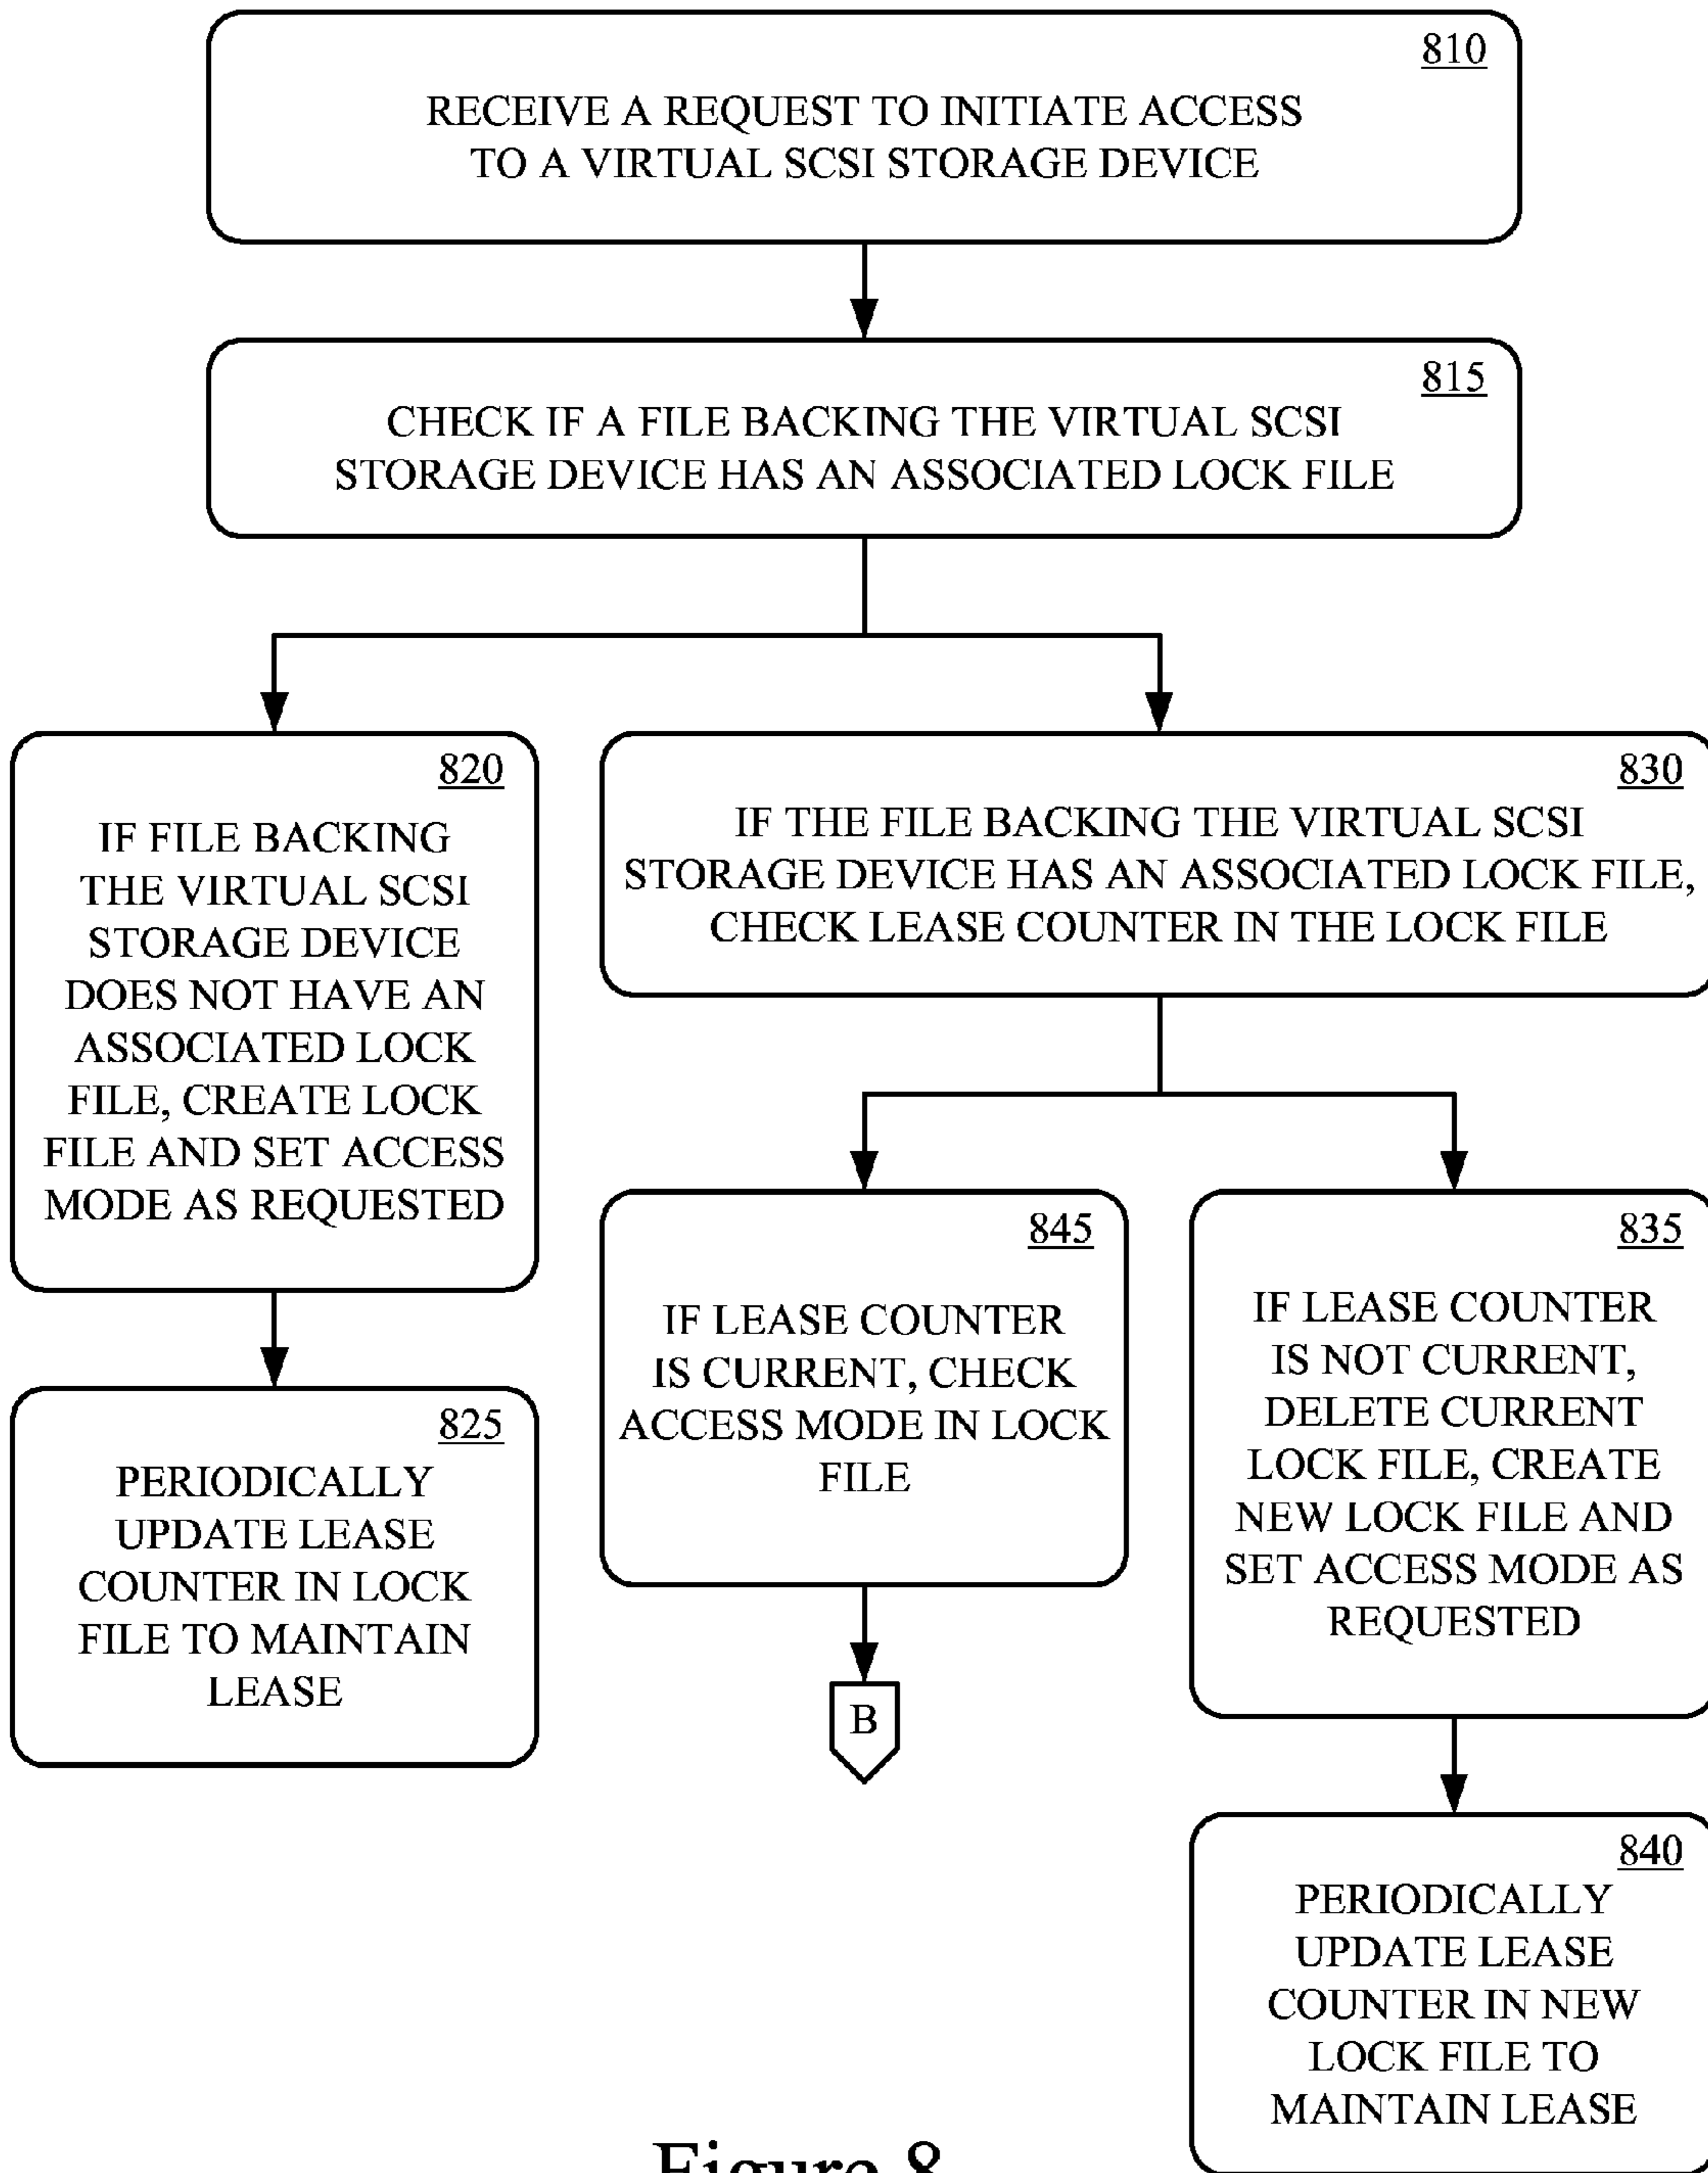 810
RECEIVE A REQUEST TO INITIATE ACCESS
TO A VIRTUAL SCSI STORAGE DEVICE
815
CHECK IF A FILE BACKING THE VIRTUAL SCSI
STORAGE DEVICE HAS AN ASSOCIATED LOCK FILE
820
IF FILE BACKING
THE VIRTUAL SCSI
STORAGE DEVICE
DOES NOT HAVE AN
ASSOCIATED LOCK
FILE, CREATE LOCK
FILE AND SET ACCESS
MODE AS REQUESTED
825
PERIODICALLY
UPDATE LEASE
COUNTER IN LOCK
FILE TO MAINTAIN
LEASE
830
IF THE FILE BACKING THE VIRTUAL SCSI
STORAGE DEVICE HAS AN ASSOCIATED LOCK FILE,
CHECK LEASE COUNTER IN THE LOCK FILE
845
IF LEASE COUNTER
IS CURRENT, CHECK
ACCESS MODE IN LOCK
FILE
B
835
IF LEASE COUNTER
IS NOT CURRENT,
DELETE CURRENT
LOCK FILE, CREATE
NEW LOCK FILE AND
SET ACCESS MODE AS
REQUESTED
840
PERIODICALLY
UPDATE LEASE
COUNTER IN NEW
LOCK FILE TO
MAINTAIN LEASE
Figure 8